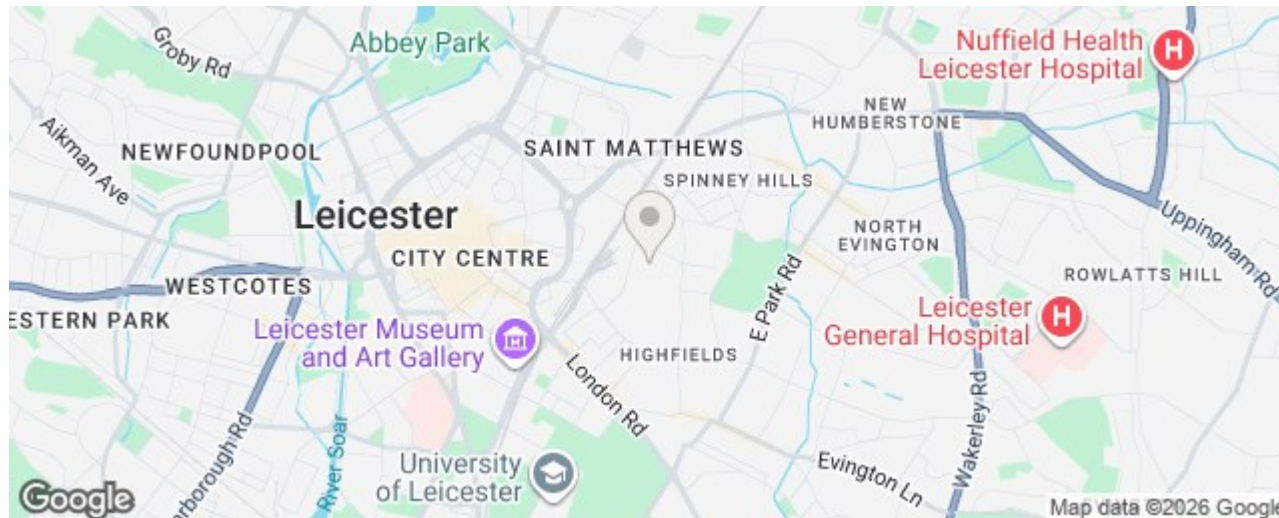 Groby Rd
Abbey Park
Nuffield Health
Leicester Hospital
Aikman Ave
NEW
HUMBERSTONE
NEWFOUNDPOOL
SAINT MATTHEWS
SPINNEY HILLS
Leicester
CITY CENTRE
NORTH
EVINGTON
Uppingham Rd
ROWLATTS HILL
WESTCOTES
ESTERN PARK
Leicester Museum
and Art Gallery
H
E Park Rd
Leicester
General Hospital
H
HIGHFIELDS
London Rd
Wakerley Rd
arborough Rd
River Soar
University
of Leicester
Evington Ln
Google
Map data ©2026 Google